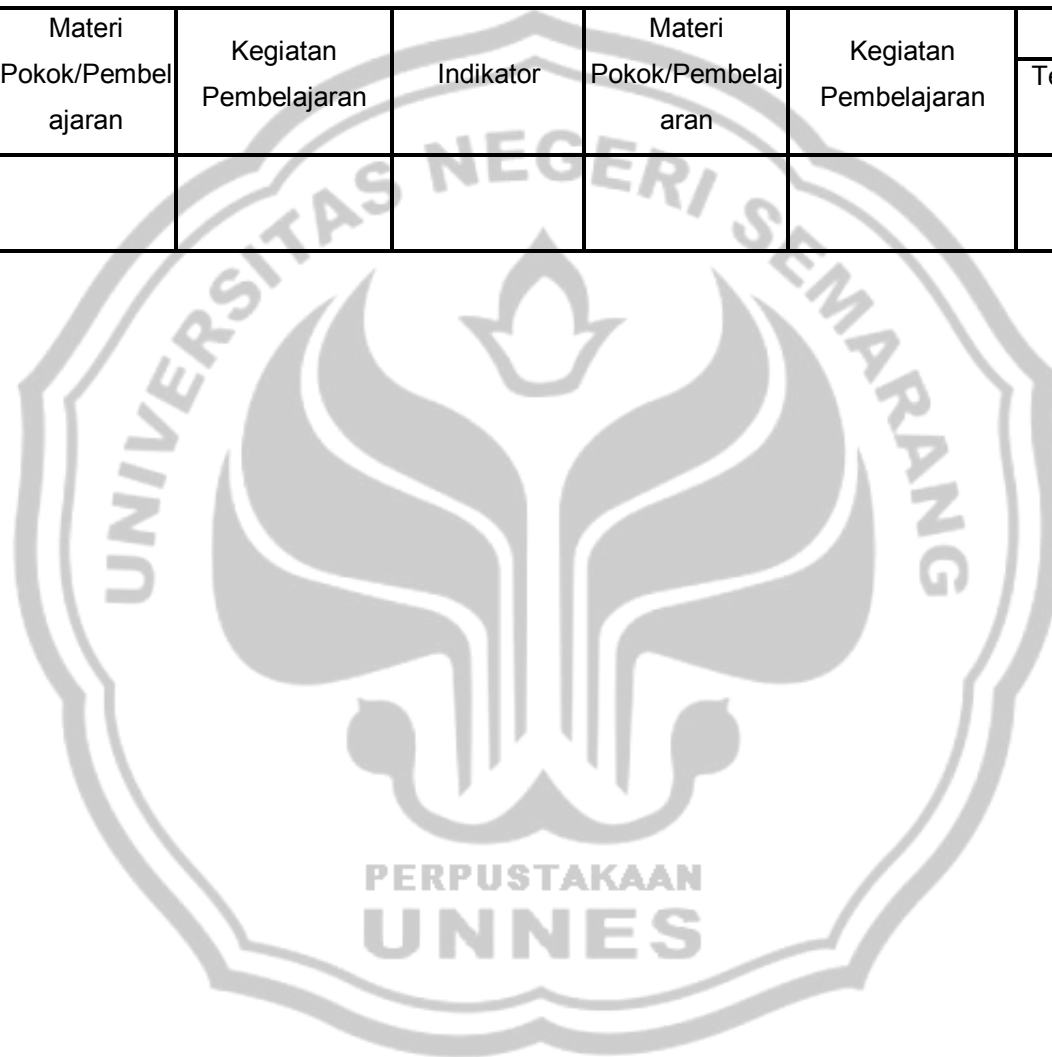 Materi
Pokok/Pembel
ajaran
Kegiatan
Pembelajaran
Indikator
Materi
Pokok/Pembelaj
aran
Kegiatan
Pembelajaran
UNIVERSITAS NEGERI SEMARANG
PERPUSTAKAAN
UNNES